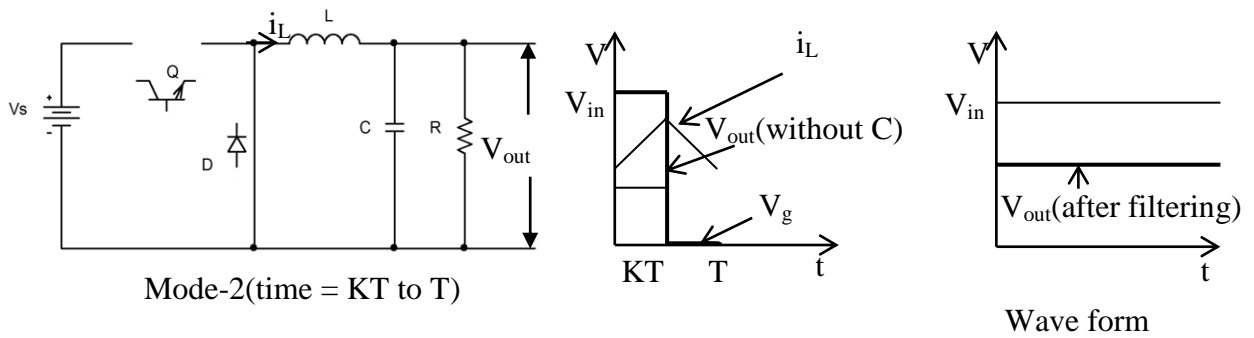 i_L
L
Q
Vs
+
-
D
C
R
V_out
Mode-2(time = KT to T)
V
i_L
V_in
V_out(without C)
V_g
KT
T
t
V
V_in
V_out(after filtering)
t
Wave form